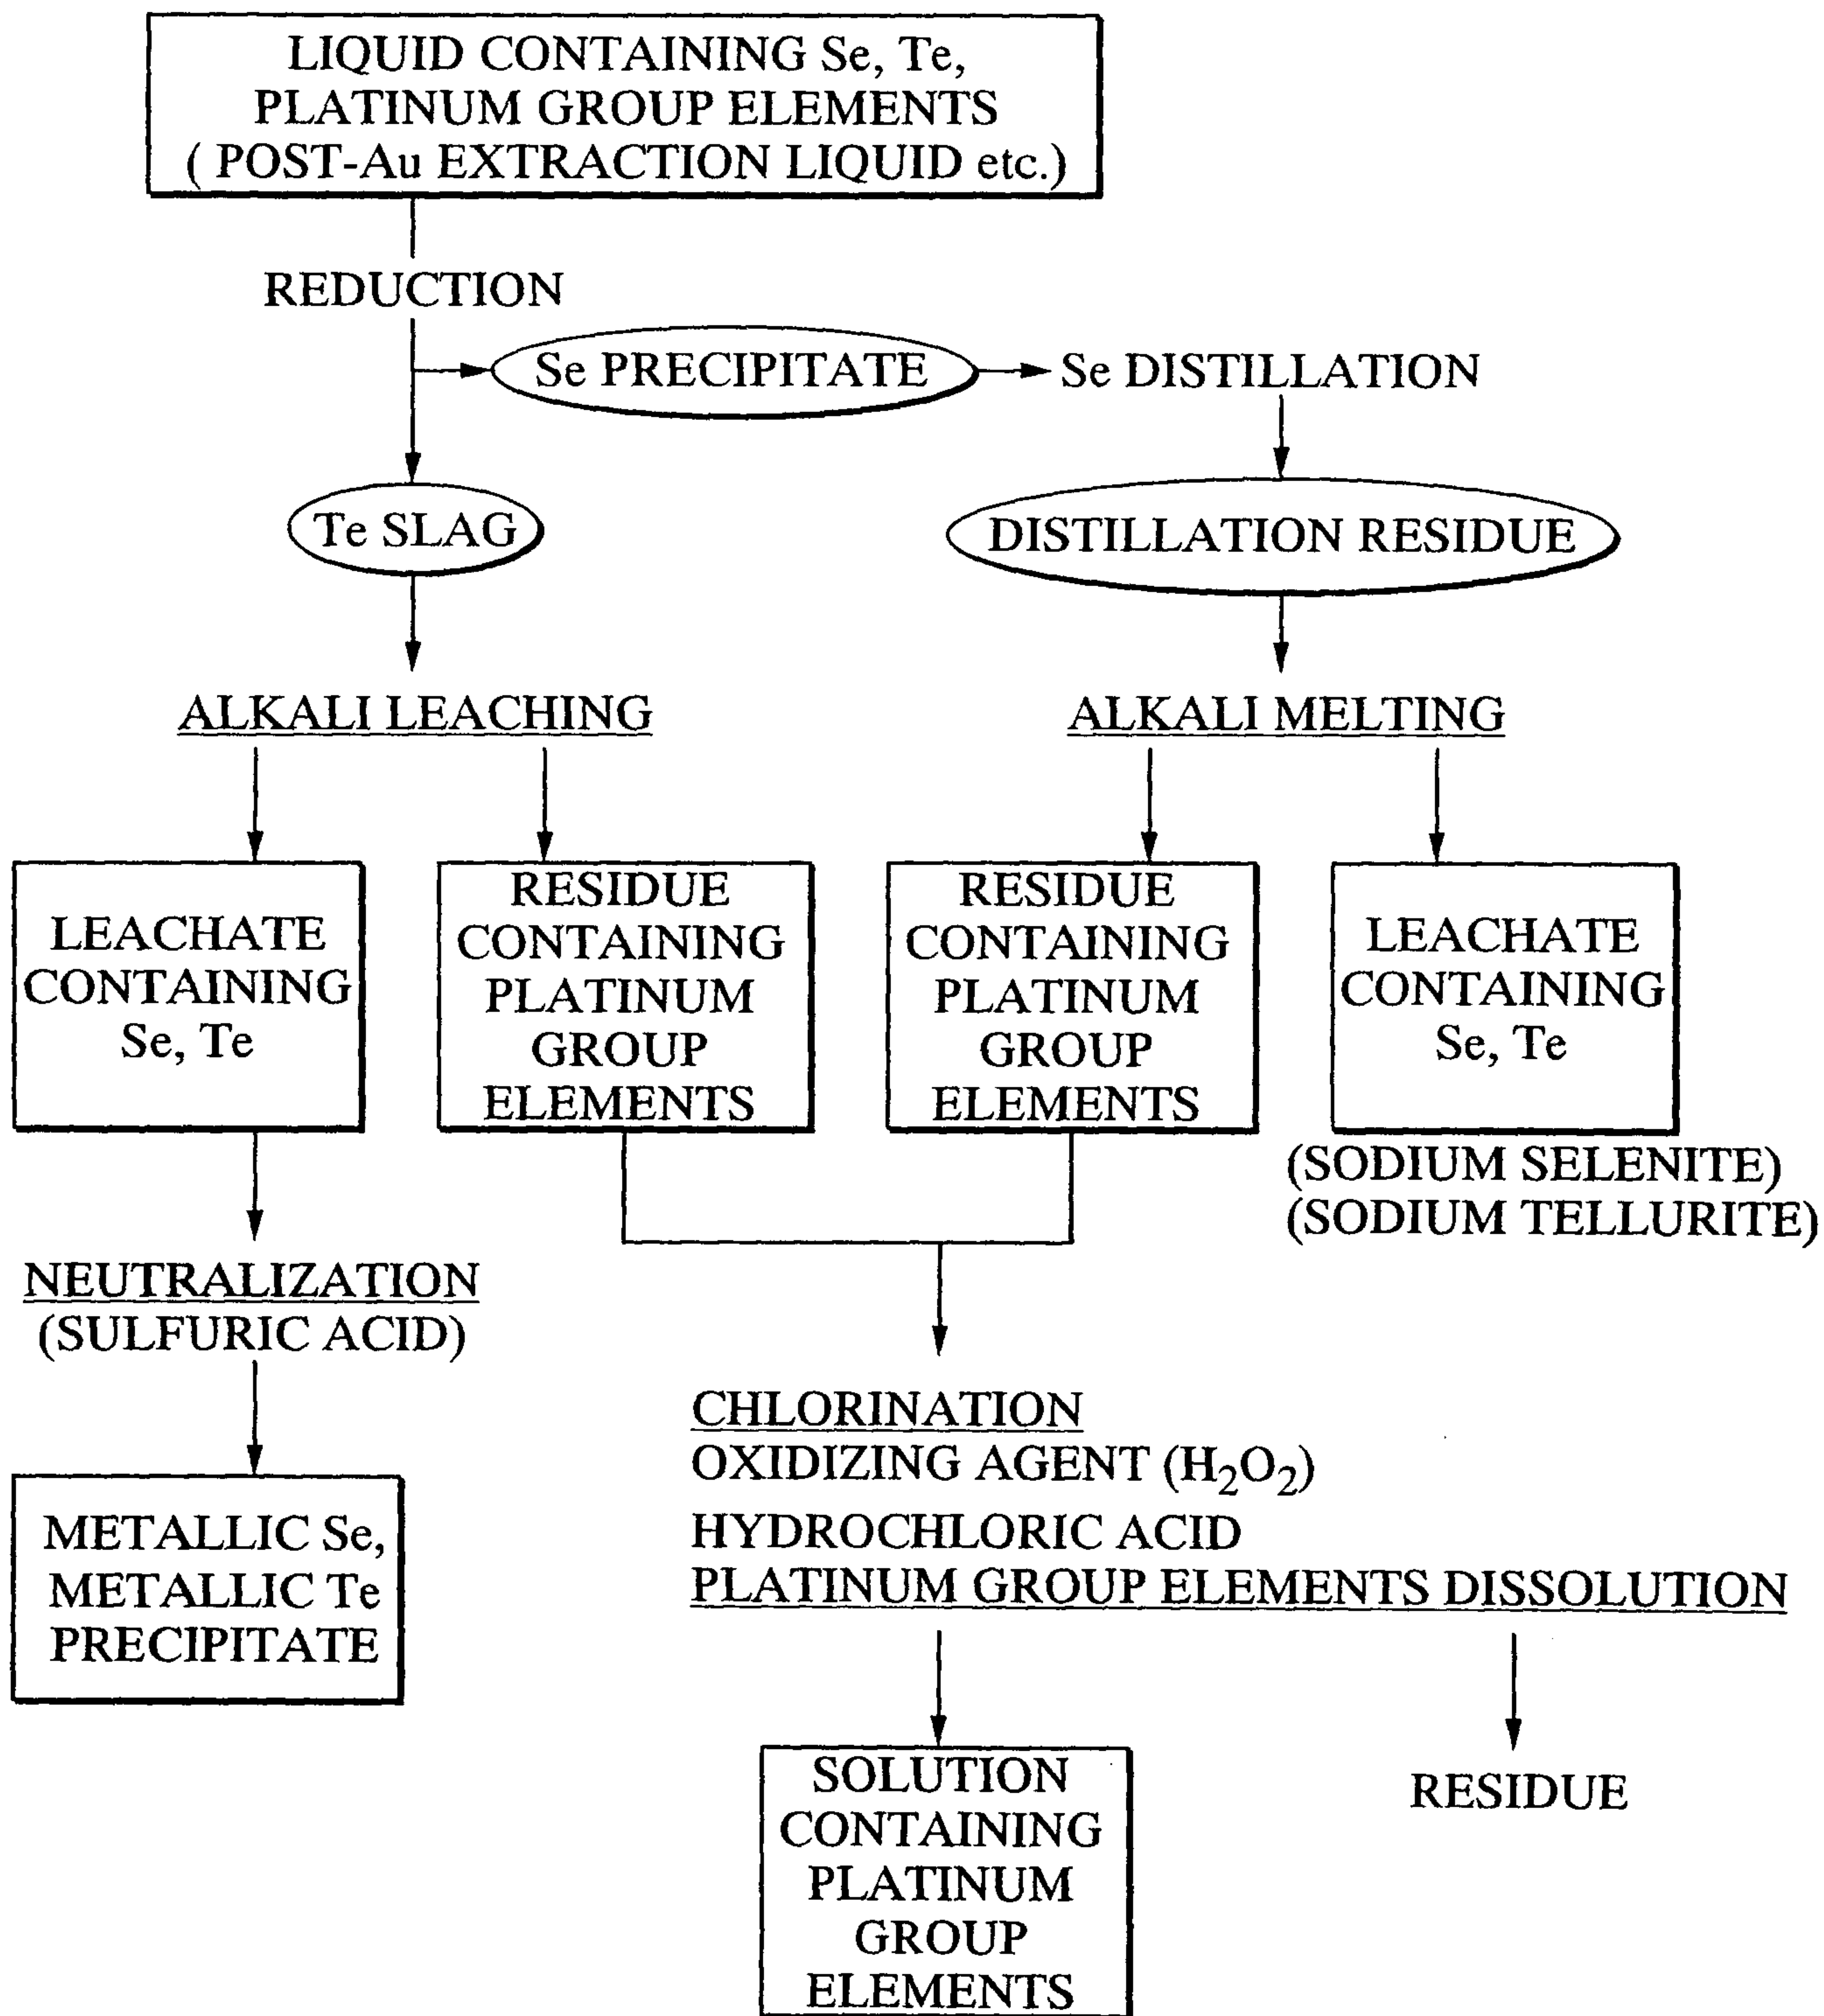 LIQUID CONTAINING Se, Te,
PLATINUM GROUP ELEMENTS
( POST-Au EXTRACTION LIQUID etc.)
REDUCTION
Se PRECIPITATE
Se DISTILLATION
Te SLAG
DISTILLATION RESIDUE
ALKALI LEACHING
ALKALI MELTING
LEACHATE
CONTAINING
Se, Te
RESIDUE
CONTAINING
PLATINUM
GROUP
ELEMENTS
RESIDUE
CONTAINING
PLATINUM
GROUP
ELEMENTS
LEACHATE
CONTAINING
Se, Te
(SODIUM SELENITE)
(SODIUM TELLURITE)
NEUTRALIZATION
(SULFURIC ACID)
METALLIC Se,
METALLIC Te
PRECIPITATE
CHLORINATION
OXIDIZING AGENT (H₂O₂)
HYDROCHLORIC ACID
PLATINUM GROUP ELEMENTS DISSOLUTION
SOLUTION
CONTAINING
PLATINUM
GROUP
ELEMENTS
RESIDUE